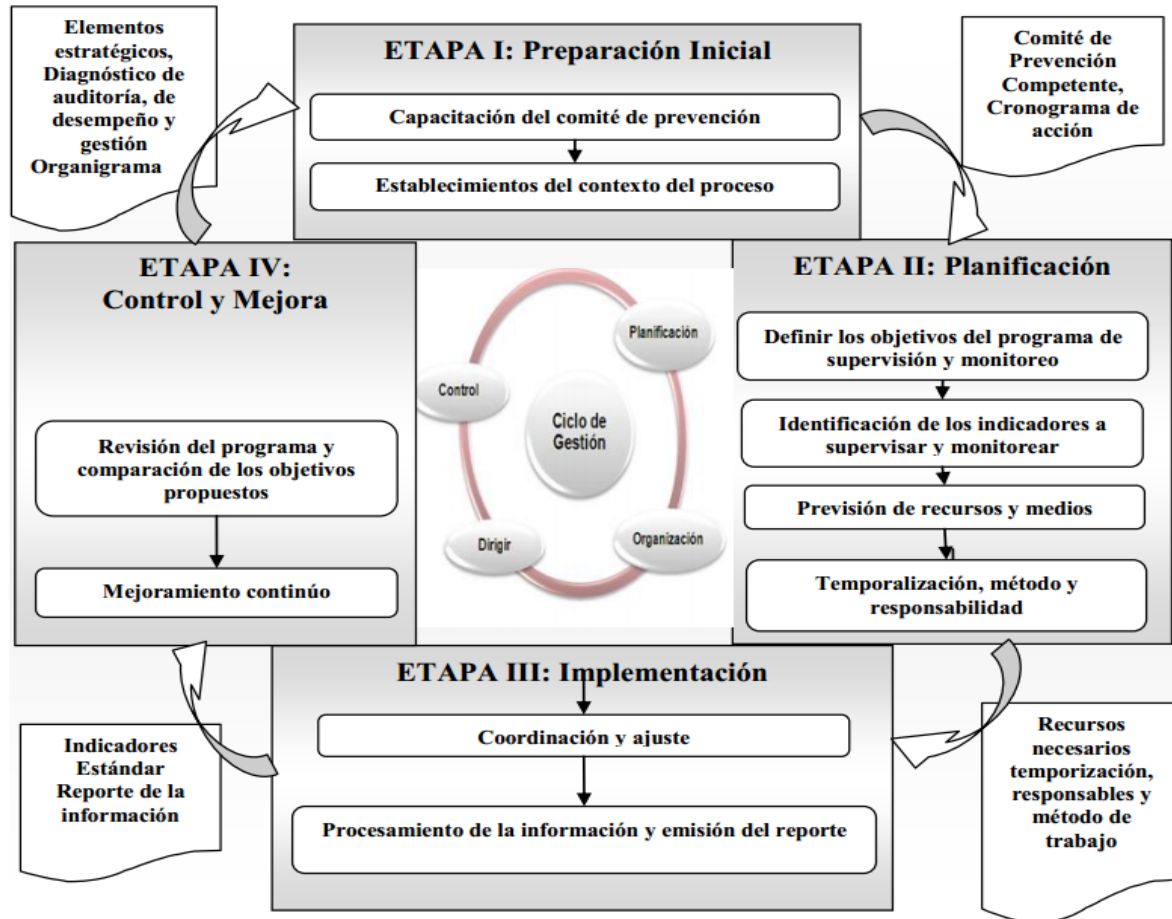 Elementos
estratégicos,
Diagnóstico de
auditoría, de
desempeño y
gestión
Organigrama
ETAPA I: Preparación Inicial
Capacitación del comité de prevención
Establecimientos del contexto del proceso
Comité de
Prevención
Competente,
Cronograma de
acción
ETAPA IV:
Control y Mejora
Revisión del programa y
comparación de los objetivos
propuestos
Mejoramiento continúo
Planificación
Control
Ciclo de
Gestión
Dirigir
Organización
ETAPA II: Planificación
Definir los objetivos del programa de
supervisión y monitoreo
Identificación de los indicadores a
supervisar y monitorear
Previsión de recursos y medios
Temporalización, método y
responsabilidad
ETAPA III: Implementación
Coordinación y ajuste
Procesamiento de la información y emisión del reporte
Indicadores
Estándar
Reporte de la
información
Recursos
necesarios
temporización,
responsables y
método de
trabajo